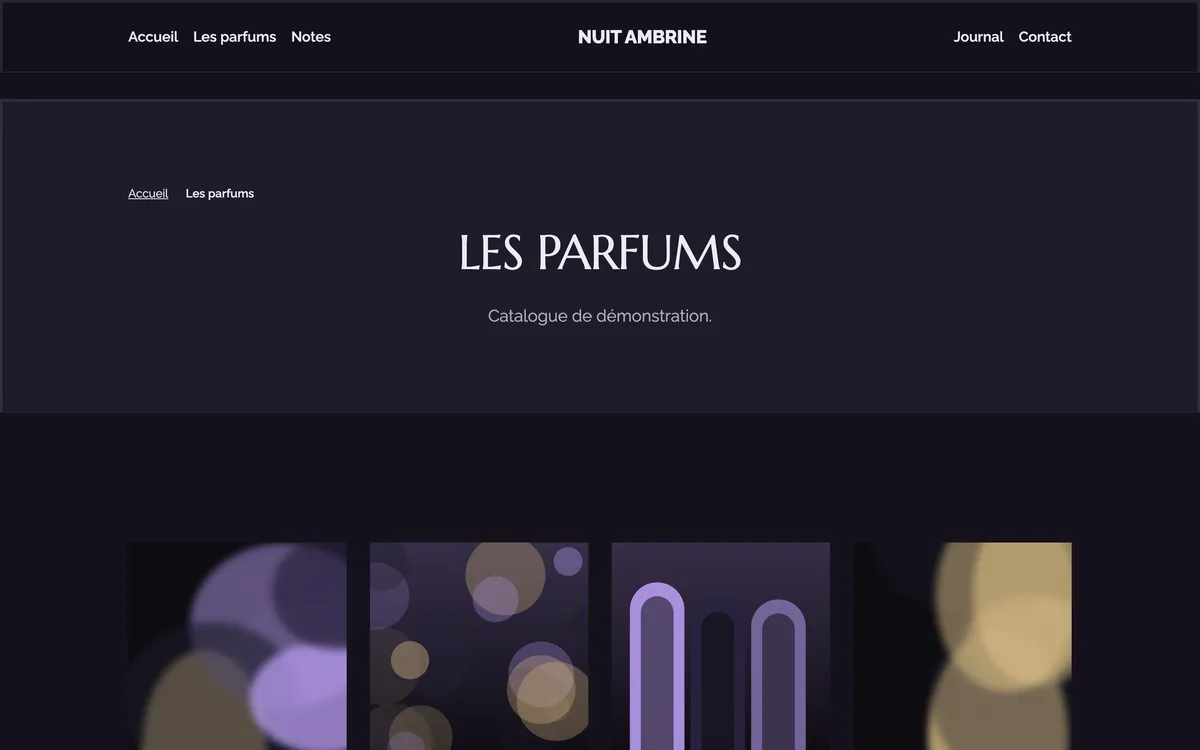 Accueil Les parfums Notes NUIT AMBRINE Journal Contact
Accueil Les parfums
LES PARFUMS
Catalogue de démonstration.